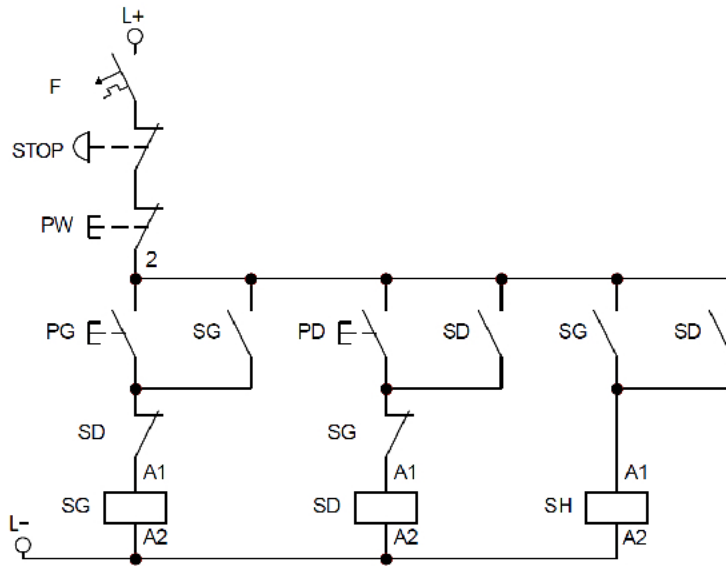 L+
F
STOP
PW
2
PG SG PD SD SG SD
SD SG
A1 A1 A1
SG SD SH
L-
A2 A2 A2